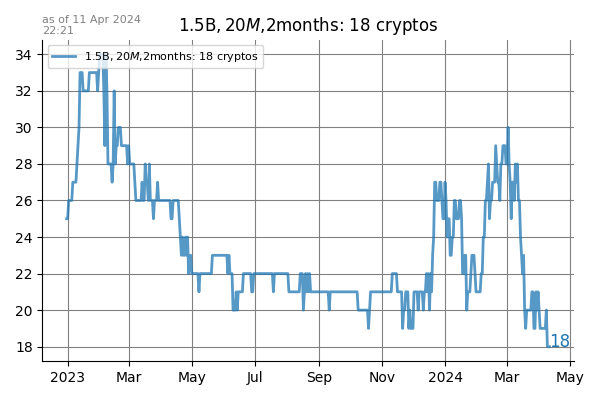 as of 11 Apr 2024
22:21
1.5B, 20M,2months: 18 cryptos
1.5B, 20M,2months: 18 cryptos
34
32
30
28
26
24
22
20
18
18
2023 Mar May Jul Sep Nov 2024 Mar May